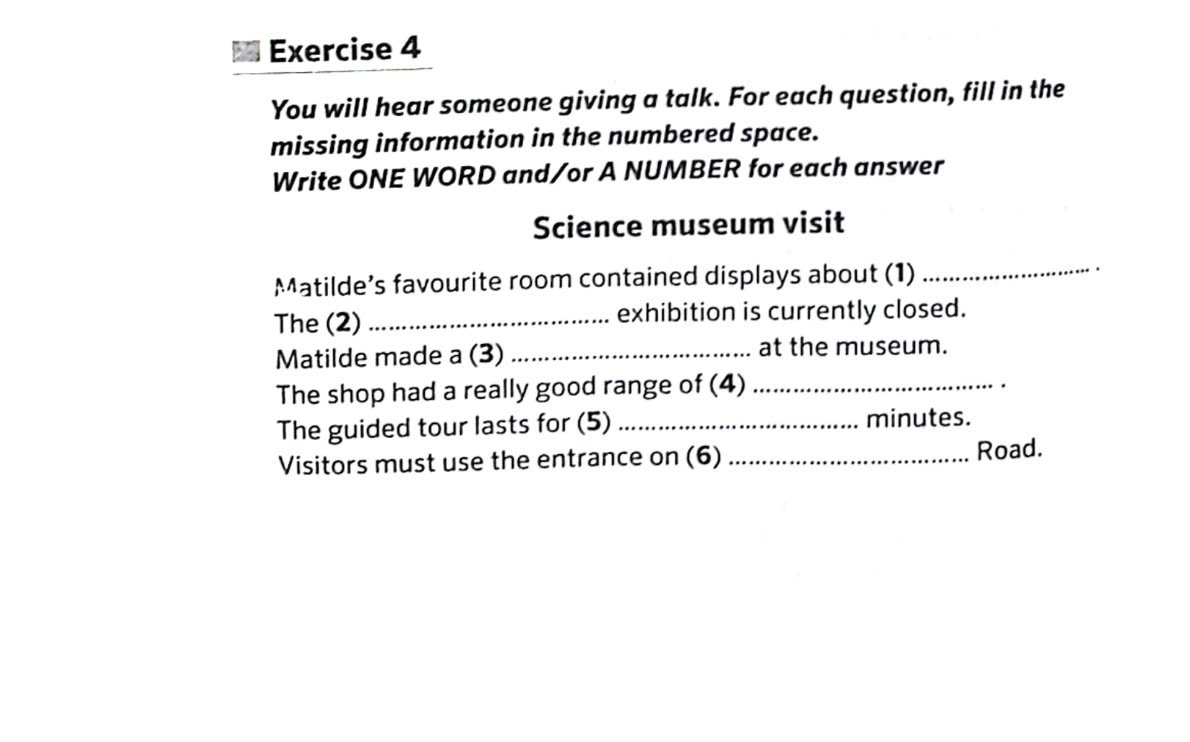 Exercise 4
You will hear someone giving a talk. For each question, fill in the
missing information in the numbered space.
Write ONE WORD and/or A NUMBER for each answer
Science museum visit
Matilde's favourite room contained displays about (1) .............................. .
The (2) .................................... exhibition is currently closed.
Matilde made a (3) .................................... at the museum.
The shop had a really good range of (4) .................................... .
The guided tour lasts for (5) .................................... minutes.
Visitors must use the entrance on (6) .................................... Road.